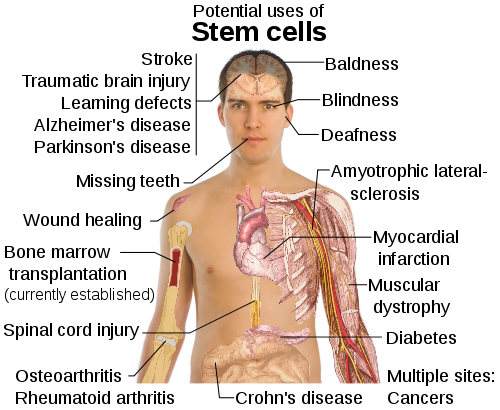 Potential uses of
Stem cells
Stroke
Traumatic brain injury
Learning defects
Alzheimer's disease
Parkinson's disease
Missing teeth
Wound healing
Bone marrow
transplantation
(currently established)
Spinal cord injury
Osteoarthritis
Rheumatoid arthritis
Baldness
Blindness
Deafness
Amyotrophic lateral-
sclerosis
Myocardial
infarction
Muscular
dystrophy
Diabetes
Multiple sites:
Cancers
Crohn's disease